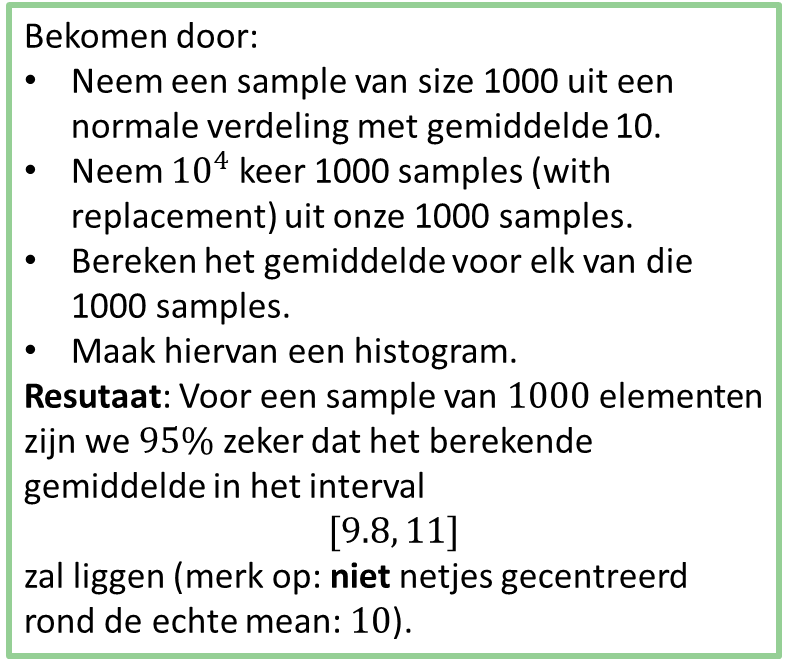 Bekomen door:
• Neem een sample van size 1000 uit een
normale verdeling met gemiddelde 10.
• Neem 10⁴ keer 1000 samples (with
replacement) uit onze 1000 samples.
• Bereken het gemiddelde voor elk van die
1000 samples.
• Maak hiervan een histogram.
Resutaat: Voor een sample van 1000 elementen
zijn we 95% zeker dat het berekende
gemiddelde in het interval
[9.8, 11]
zal liggen (merk op: niet netjes gecentreerd
rond de echte mean: 10).